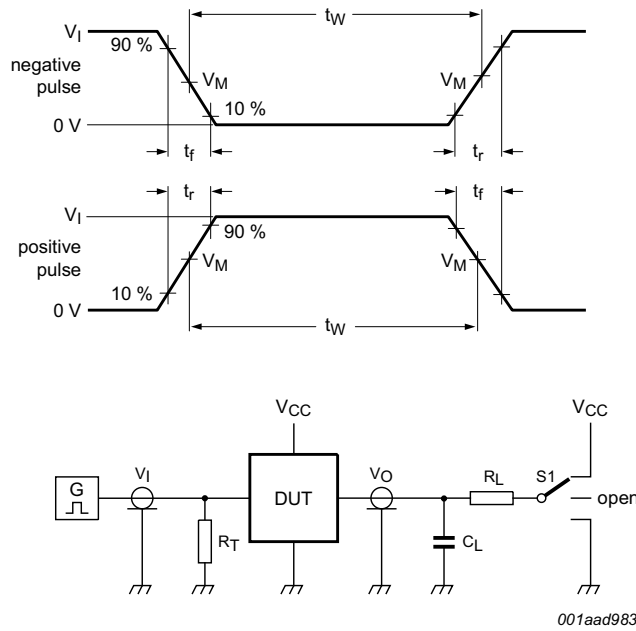 V_I
t_W
90 %
negative pulse
V_M
V_M
10 %
0 V
t_f
t_r
t_r
t_f
V_I
90 %
positive pulse
V_M
V_M
10 %
0 V
t_W
V_CC
V_CC
G
V_I
DUT
V_O
R_L
S1
open
R_T
C_L
001aad983